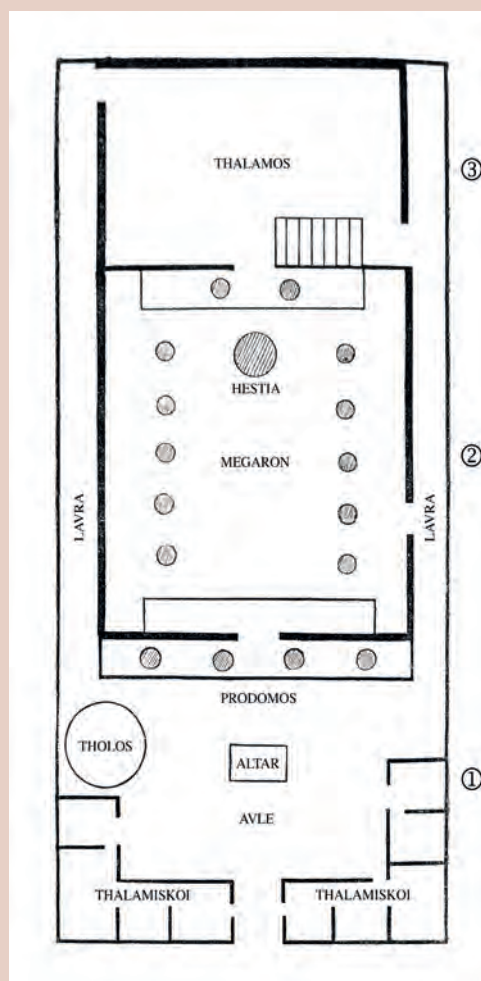 THALAMOS
③
HESTIA
MEGARON
②
LAVRA
LAVRA
PRODOMOS
THOLOS
ALTAR
①
AVLE
THALAMISKOI
THALAMISKOI